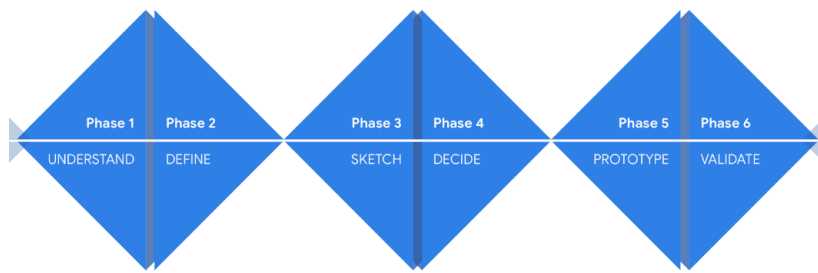 Phase 1
UNDERSTAND
Phase 2
DEFINE
Phase 3
SKETCH
Phase 4
DECIDE
Phase 5
PROTOTYPE
Phase 6
VALIDATE